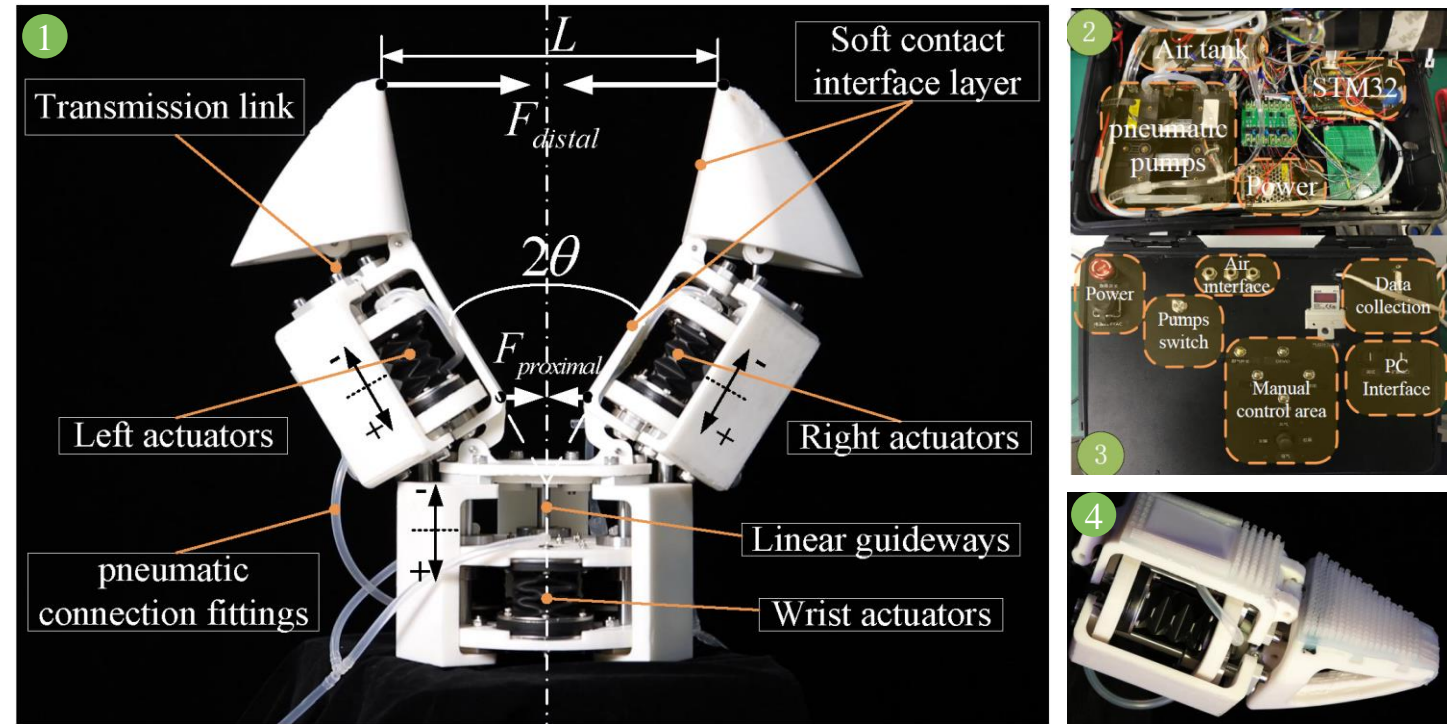 1
L
Soft contact
interface layer
Transmission link
F distal
2θ
F proximal
-
+
-
+
Left actuators
Right actuators
-
+
Linear guideways
pneumatic
connection fittings
Wrist actuators
2
Air tank
STM32
pneumatic
pumps
Power
Power
Air
interface
Data
collection
Pumps
switch
PC
Interface
Manual
control area
3
4